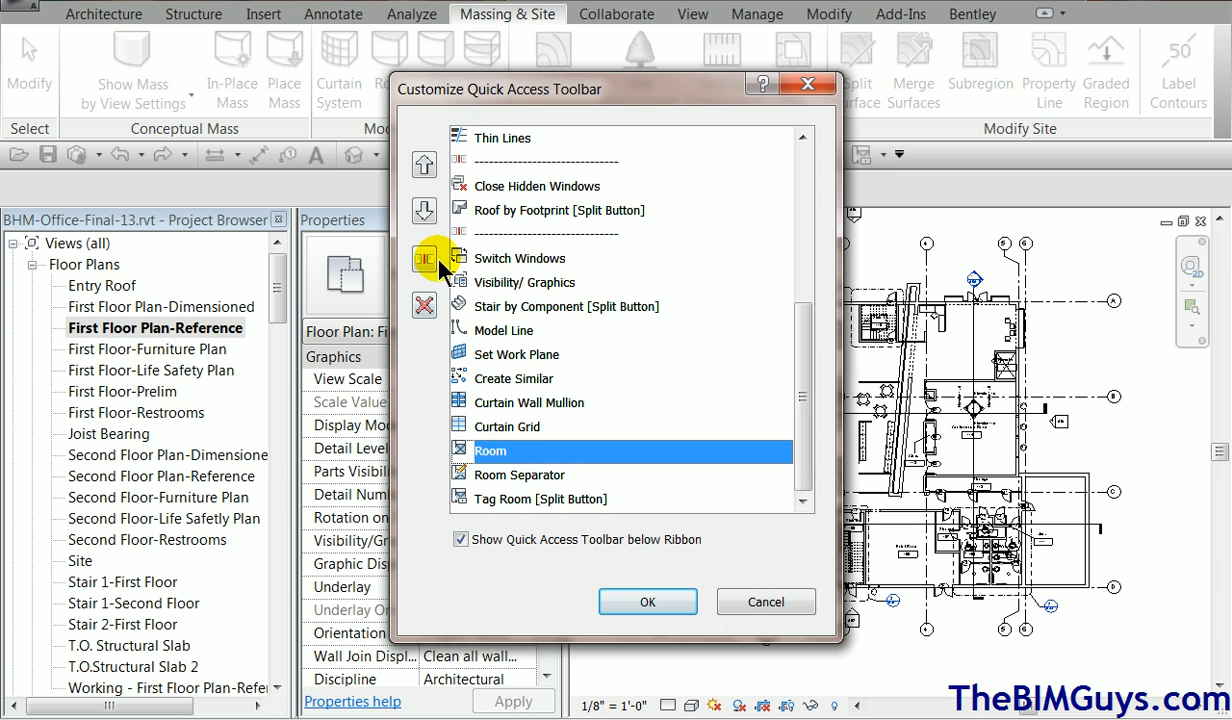 Architecture Structure Insert Annotate Analyze Massing & Site Collaborate View Manage Modify Add-Ins Bentley
Modify Show Mass by View Settings In-Place Mass Place Mass Curtain System Split Surface Merge Surfaces Subregion Property Line Graded Region 50 Label Contours
Select Conceptual Mass Modify Site
Customize Quick Access Toolbar
Thin Lines
------------------------------
Close Hidden Windows
Roof by Footprint [Split Button]
------------------------------
Switch Windows
Visibility/ Graphics
Stair by Component [Split Button]
Model Line
Set Work Plane
Create Similar
Curtain Wall Mullion
Curtain Grid
Room
Room Separator
Tag Room [Split Button]
Show Quick Access Toolbar below Ribbon
OK Cancel
BHM-Office-Final-13.rvt - Project Browser
Views (all)
Floor Plans
Entry Roof
First Floor Plan-Dimensioned
First Floor Plan-Reference
First Floor-Furniture Plan
First Floor-Life Safety Plan
First Floor-Prelim
First Floor-Restrooms
Joist Bearing
Second Floor Plan-Dimensione
Second Floor Plan-Reference
Second Floor-Furniture Plan
Second Floor-Life Safetly Plan
Second Floor-Restrooms
Site
Stair 1-First Floor
Stair 1-Second Floor
Stair 2-First Floor
T.O. Structural Slab
T.O.Structural Slab 2
Working - First Floor Plan-Refer
Properties
Floor Plan: Fi
Graphics
View Scale
Scale Value
Display Mo
Detail Level
Parts Visibili
Detail Num
Rotation on
Visibility/Gr
Graphic Disp
Underlay
Underlay Or
Orientation
Wall Join Displ... Clean all wall...
Discipline Architectural
Properties help Apply
A
B
C
D
1/8" = 1'-0"
TheBIMGuys.com